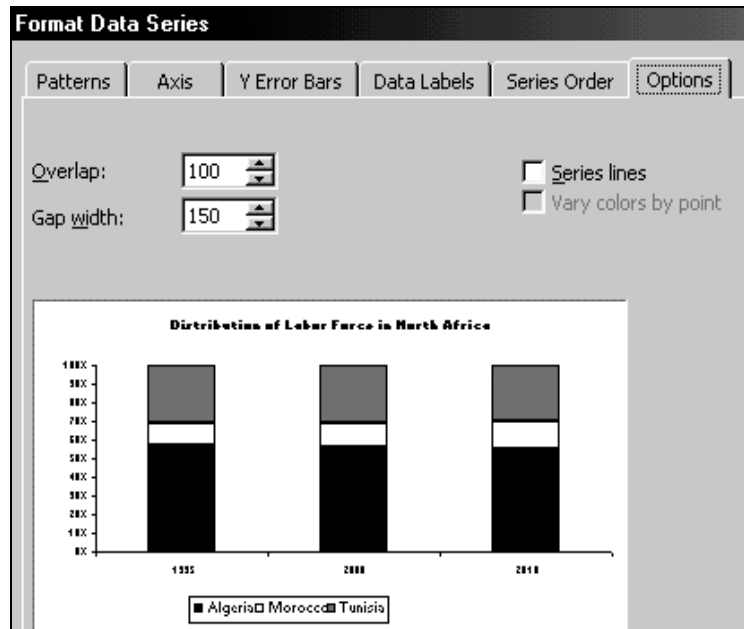 Format Data Series
Patterns Axis Y Error Bars Data Labels Series Order Options
Overlap: 100 Series lines
Gap width: 150 Vary colors by point
Distribution of Labor Force in North Africa
100%
90%
80%
70%
60%
50%
40%
30%
20%
10%
0%
1995 2000 2010
Algeria Morocco Tunisia